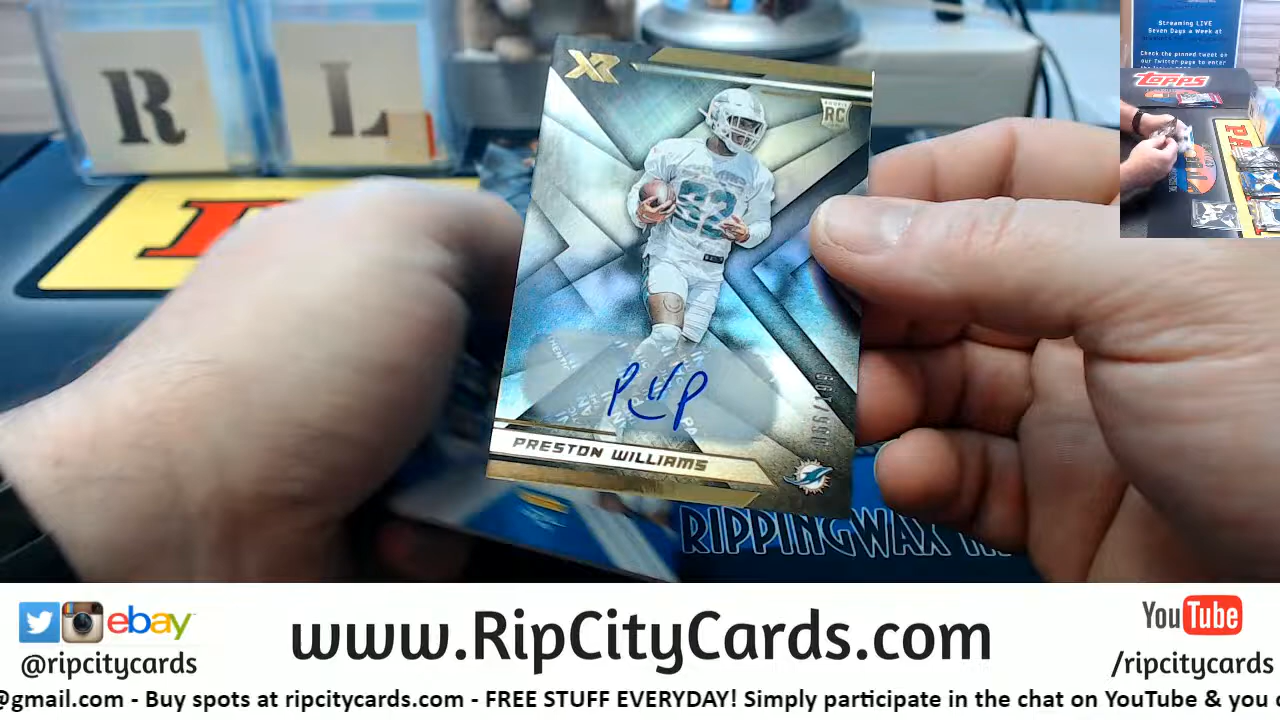 R L
Streaming LIVE
Seven Days a Week at
Check the pinned tweet on
our Twitter page to enter
Topps
XR
RC
82
PRESTON WILLIAMS
RIPPINGWAX
ebay
@ripcitycards
www.RipCityCards.com
YouTube
/ripcitycards
@gmail.com - Buy spots at ripcitycards.com - FREE STUFF EVERYDAY! Simply participate in the chat on YouTube & you